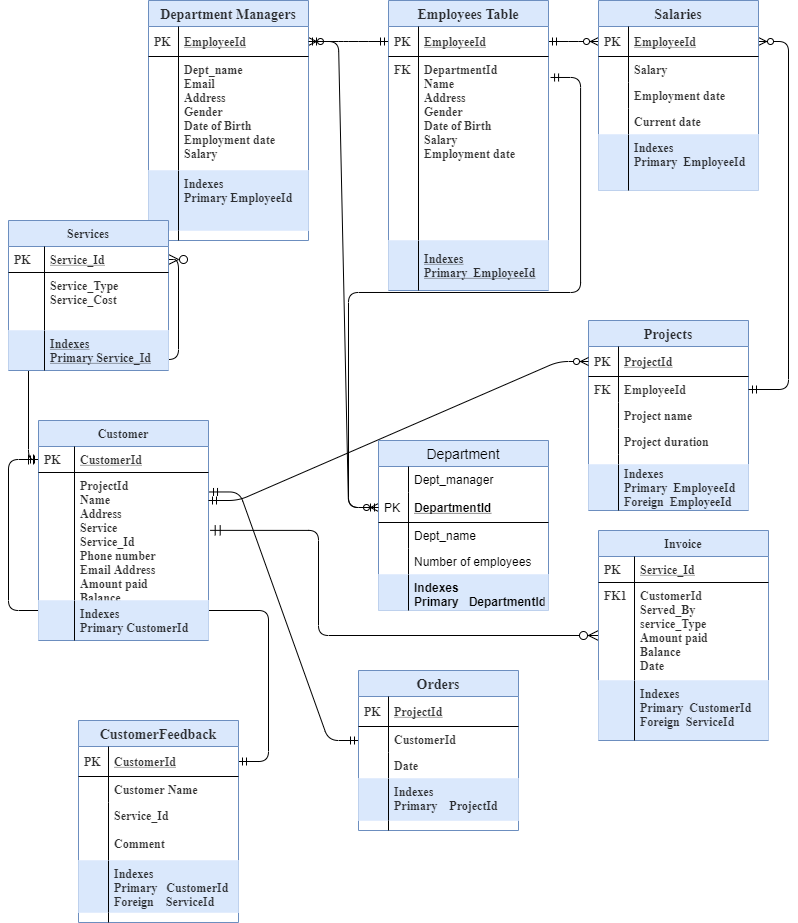 Department Managers
PK EmployeeId
Dept_name
Email
Address
Gender
Date of Birth
Employment date
Salary
Indexes
Primary EmployeeId
Employees Table
PK EmployeeId
FK DepartmentId
Name
Address
Gender
Date of Birth
Salary
Employment date
Indexes
Primary EmployeeId
Salaries
PK EmployeeId
Salary
Employment date
Current date
Indexes
Primary EmployeeId
Services
PK Service_Id
Service_Type
Service_Cost
Indexes
Primary Service_Id
Projects
PK ProjectId
FK EmployeeId
Project name
Project duration
Indexes
Primary EmployeeId
Foreign EmployeeId
Customer
PK CustomerId
ProjectId
Name
Address
Service
Service_Id
Phone number
Email Address
Amount paid
Balance
Indexes
Primary CustomerId
Department
Dept_manager
PK DepartmentId
Dept_name
Number of employees
Indexes
Primary DepartmentId
Invoice
PK Service_Id
FK1 CustomerId
Served_By
service_Type
Amount paid
Balance
Date
Indexes
Primary CustomerId
Foreign ServiceId
Orders
PK ProjectId
CustomerId
Date
Indexes
Primary ProjectId
CustomerFeedback
PK CustomerId
Customer Name
Service_Id
Comment
Indexes
Primary CustomerId
Foreign ServiceId